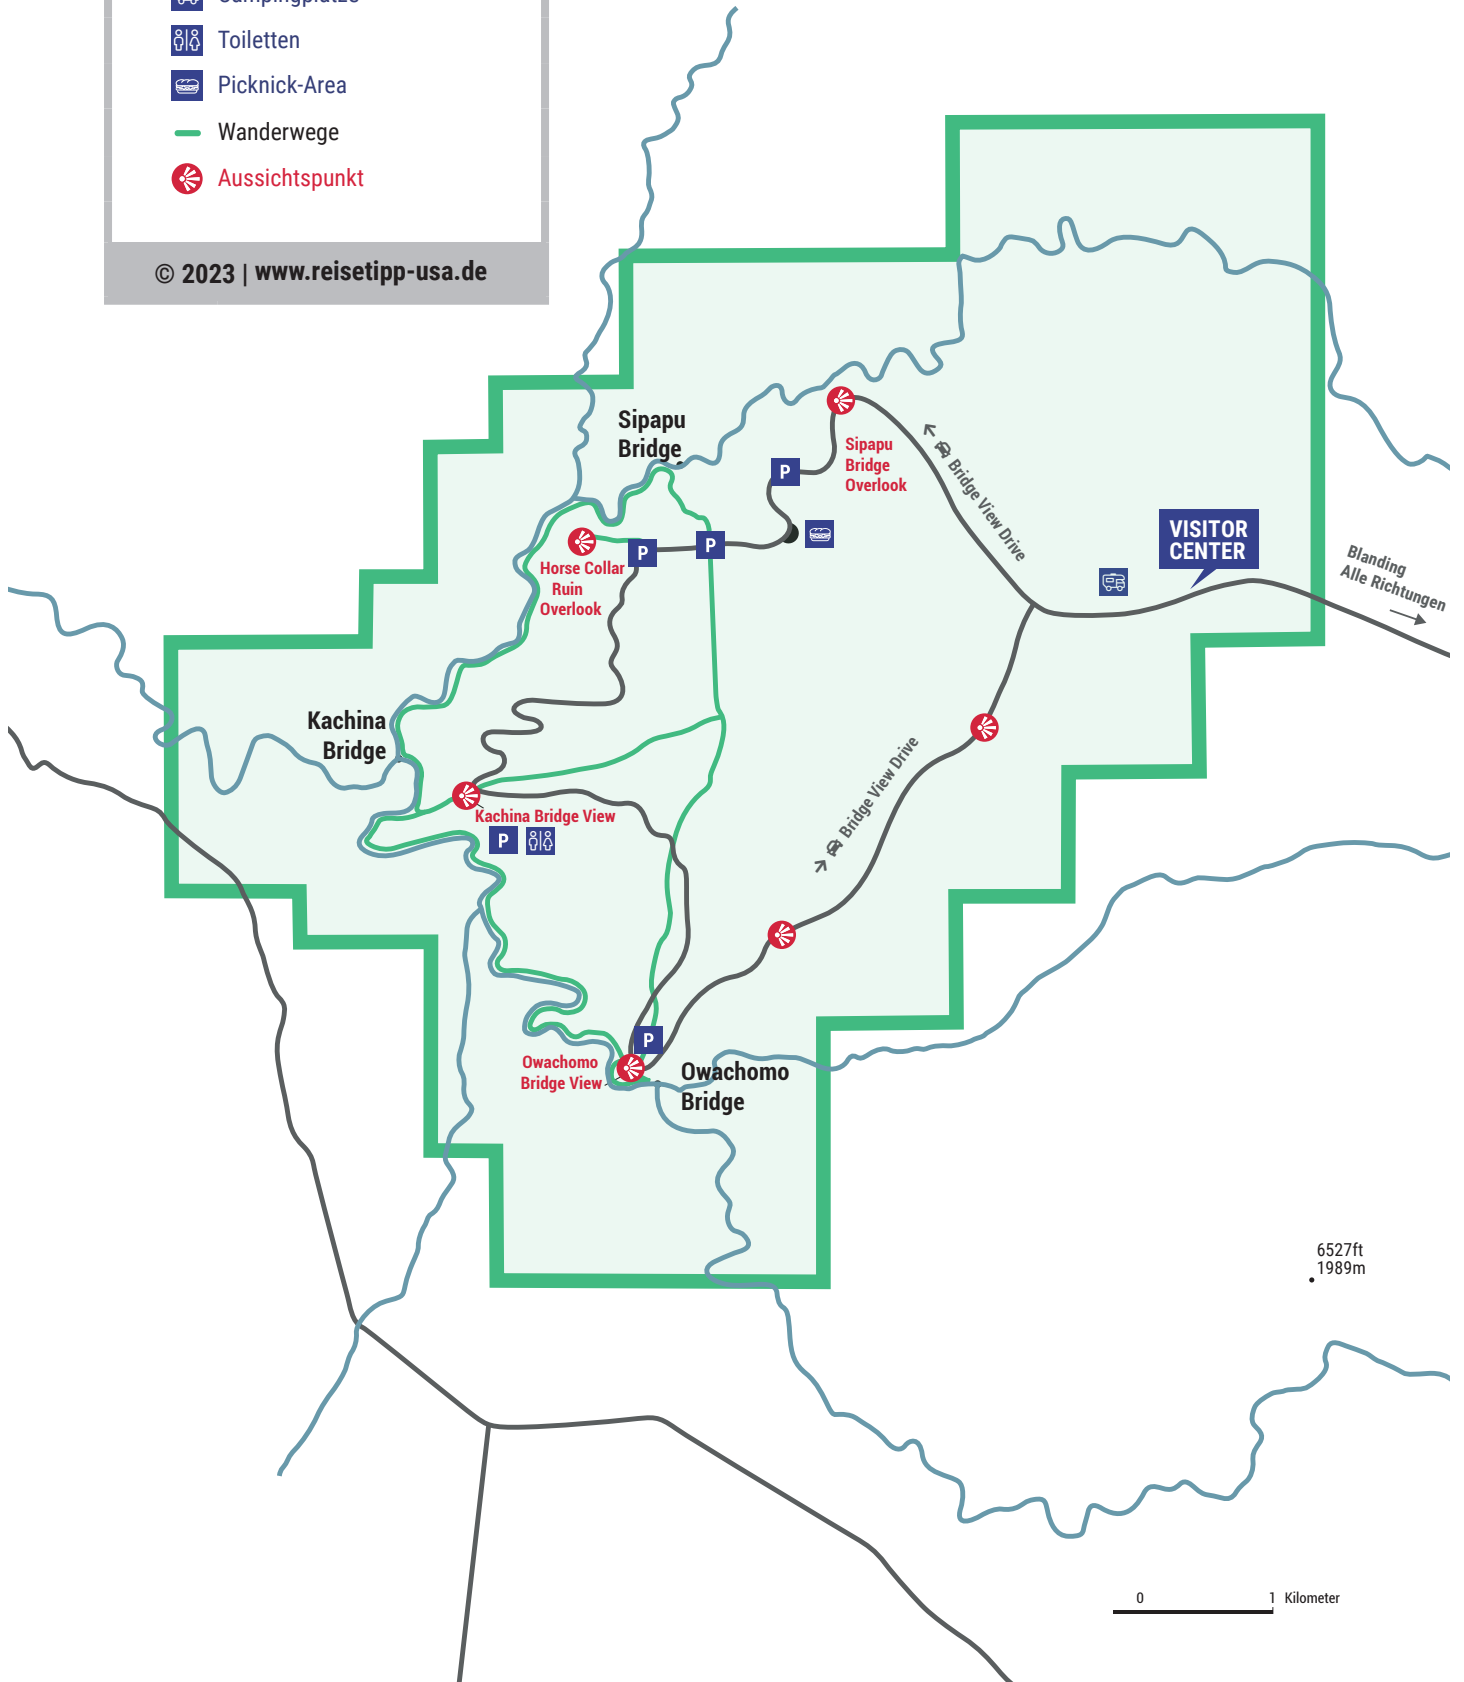 Campingplätze
Toiletten
Picknick-Area
Wanderwege
Aussichtspunkt
© 2023 | www.reisetipp-usa.de
Sipapu
Bridge
Sipapu
Bridge
Overlook
Bridge View Drive
P
P
P
VISITOR
CENTER
Blanding
Alle Richtungen
Horse Collar
Ruin
Overlook
Kachina
Bridge
Kachina Bridge View
P
Bridge View Drive
P
Owachomo
Bridge View
Owachomo
Bridge
6527ft
1989m
0 1 Kilometer